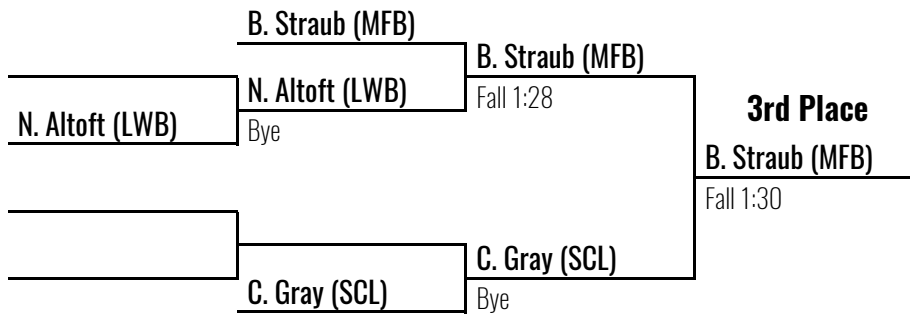 B. Straub (MFB)
B. Straub (MFB)
N. Altoft (LWB)
Fall 1:28
3rd Place
N. Altoft (LWB)
Bye
B. Straub (MFB)
Fall 1:30
C. Gray (SCL)
C. Gray (SCL)
Bye